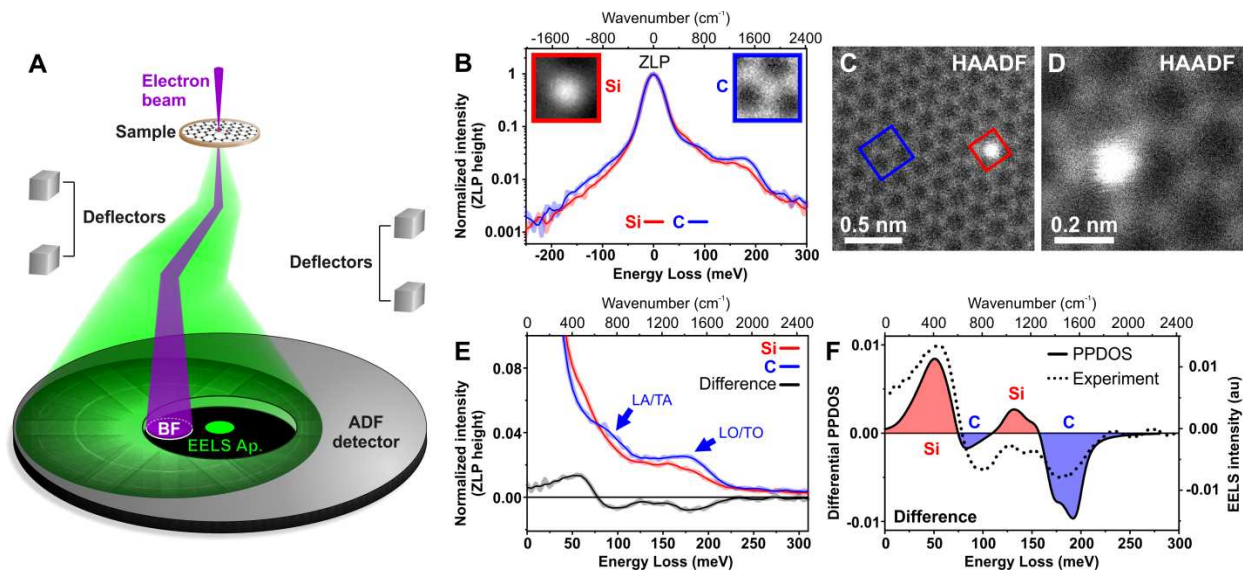 A
Electron
beam
Sample
Deflectors
Deflectors
BF
EELS Ap.
ADF
detector
B
Wavenumber (cm⁻¹)
-1600 -800 0 800 1600 2400
ZLP
Si
C
Normalized intensity
(ZLP height)
1
0.1
0.01
0.001
Si C
-200 -100 0 100 200 300
Energy Loss (meV)
C
HAADF
0.5 nm
D
HAADF
0.2 nm
E
Wavenumber (cm⁻¹)
0 400 800 1200 1600 2000 2400
Si
C
Difference
LA/TA
LO/TO
Normalized intensity
(ZLP height)
0.08
0.04
0.00
0 50 100 150 200 250 300
Energy Loss (meV)
F
Wavenumber (cm⁻¹)
0 400 800 1200 1600 2000 2400
PPDOS
Experiment
Si
C
Si
C
Difference
Differential PPDOS
0.01
0.00
-0.01
EELS intensity (au)
0.01
0.00
-0.01
0 50 100 150 200 250 300
Energy Loss (meV)